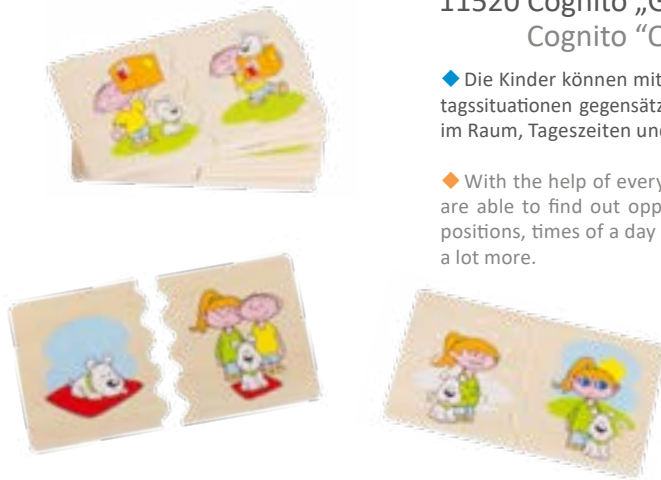 11520 Cognito „G
Cognito “C
◆ Die Kinder können mit
tagssituationen gegensätz
im Raum, Tageszeiten und
◆ With the help of every
are able to find out opp
positions, times of a day
a lot more.